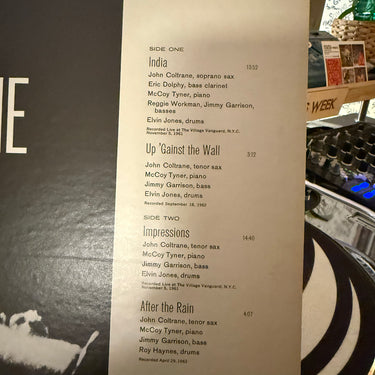 NE
SIDE ONE
India 13:52
John Coltrane, soprano sax
Eric Dolphy, bass clarinet
McCoy Tyner, piano
Reggie Workman, Jimmy Garrison,
basses
Elvin Jones, drums
Recorded Live at The Village Vanguard, N.Y.C.
November 5, 1961
Up 'Gainst the Wall 3:12
John Coltrane, tenor sax
McCoy Tyner, piano
Jimmy Garrison, bass
Elvin Jones, drums
Recorded September 18, 1962
SIDE TWO
Impressions 14:40
John Coltrane, tenor sax
McCoy Tyner, piano
Jimmy Garrison, bass
Elvin Jones, drums
Recorded Live at The Village Vanguard, N.Y.C.
November 5, 1961
After the Rain 4:07
John Coltrane, tenor sax
McCoy Tyner, piano
Jimmy Garrison, bass
Roy Haynes, drums
Recorded April 29, 1963
S WEEK